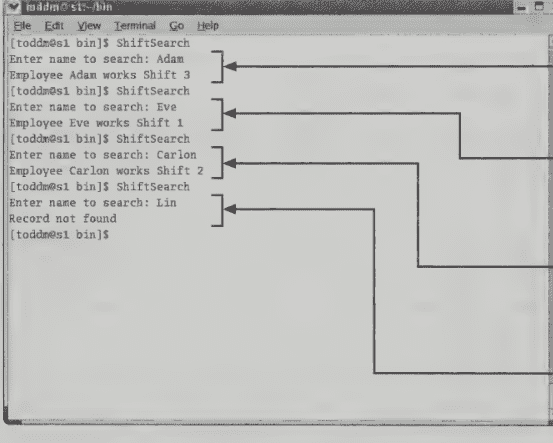 toddm@s1:~/bin
File Edit View Terminal Go Help
[toddm@s1 bin]$ ShiftSearch
Enter name to search: Adam
Employee Adam works Shift 3
[toddm@s1 bin]$ ShiftSearch
Enter name to search: Eve
Employee Eve works Shift 1
[toddm@s1 bin]$ ShiftSearch
Enter name to search: Carlon
Employee Carlon works Shift 2
[toddm@s1 bin]$ ShiftSearch
Enter name to search: Lin
Record not found
[toddm@s1 bin]$